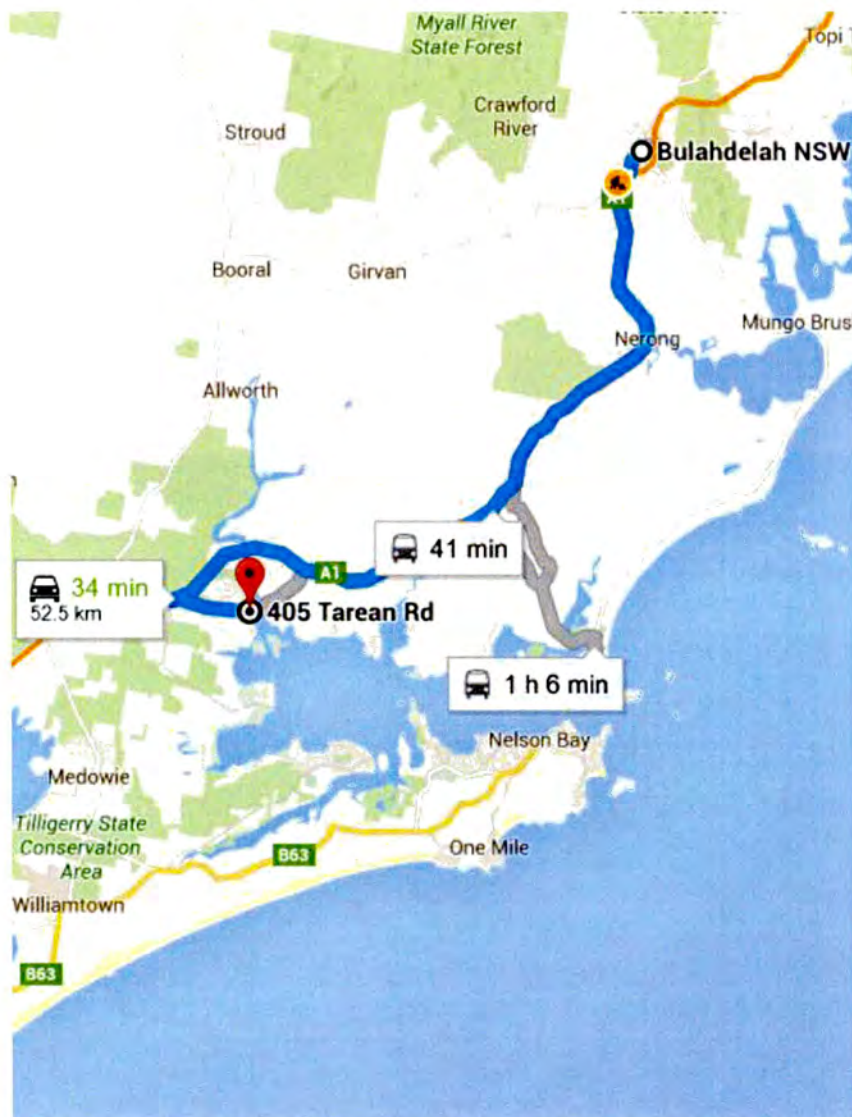 Myall River
State Forest
Topi
Crawford
River
Stroud
Bulahdelah NSW
A1
Booral
Girvan
Nerong
Mungo Brus
Allworth
41 min
A1
34 min
52.5 km
405 Tarean Rd
1 h 6 min
Nelson Bay
Medowie
Tilligerry State
Conservation
Area
B63
One Mile
Williamtown
B63